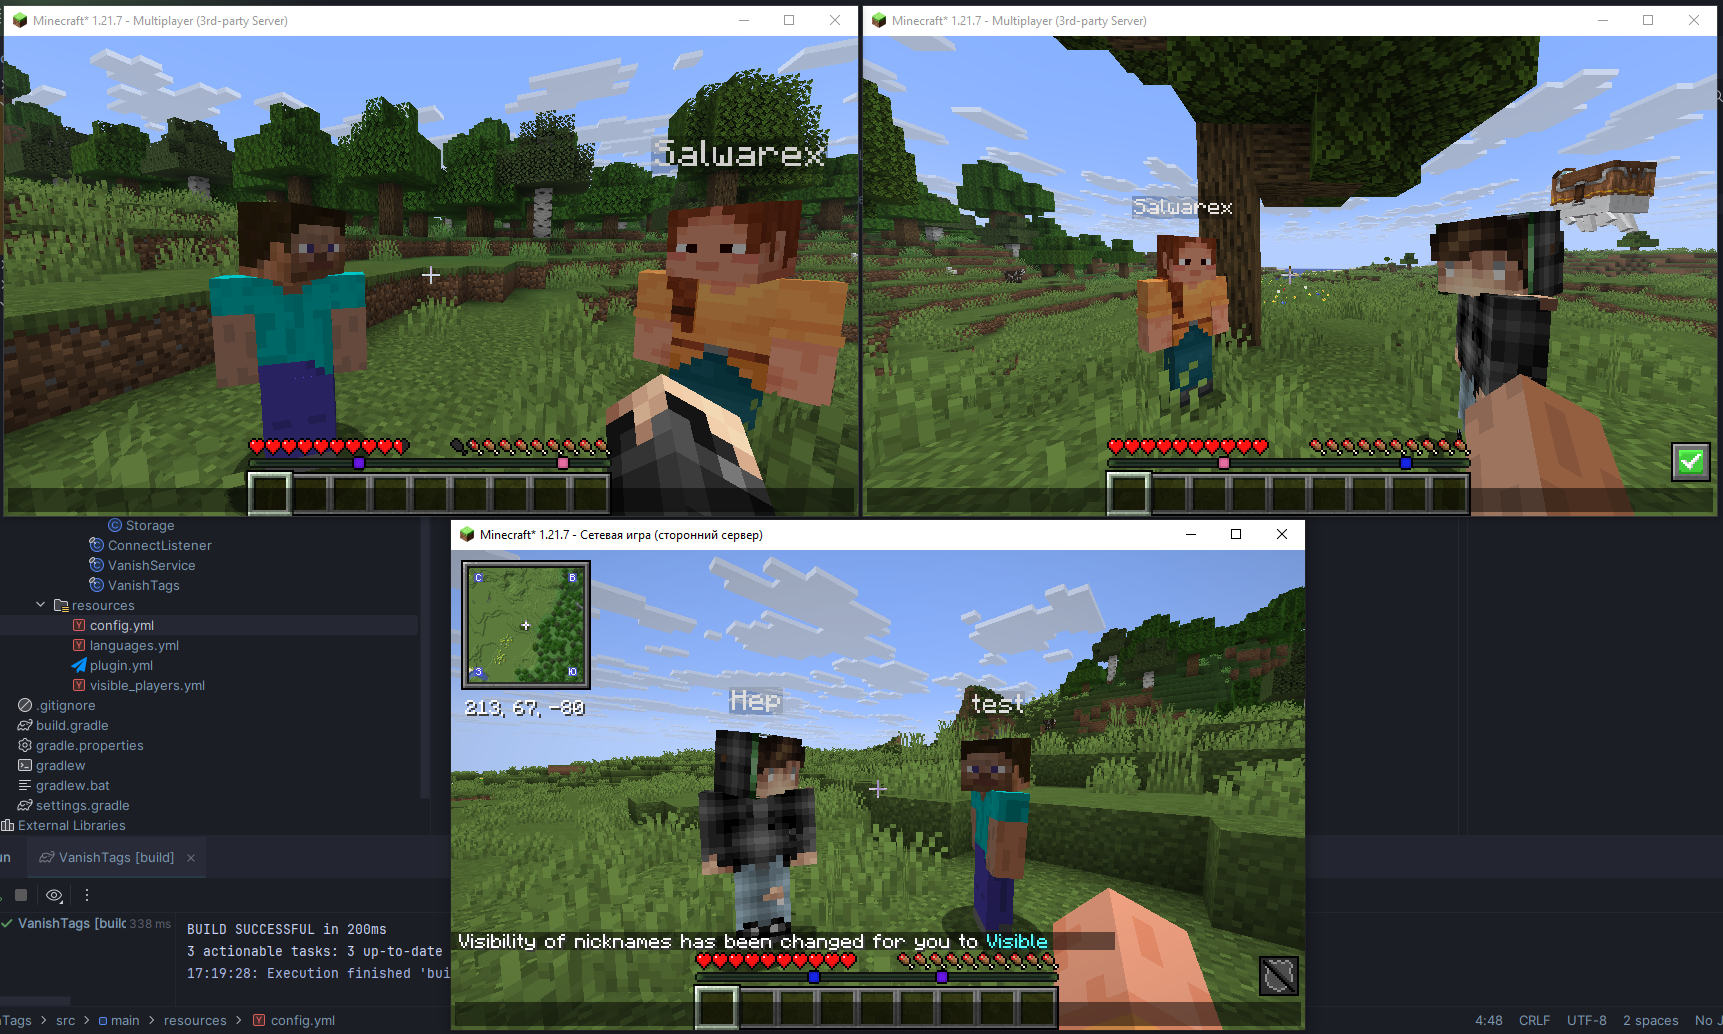 Minecraft* 1.21.7 - Multiplayer (3rd-party Server)
Salwarex
Minecraft* 1.21.7 - Multiplayer (3rd-party Server)
Salwarex
Storage
ConnectListener
VanishService
VanishTags
resources
config.yml
languages.yml
plugin.yml
visible_players.yml
.gitignore
build.gradle
gradle.properties
gradlew
gradlew.bat
settings.gradle
External Libraries
Minecraft* 1.21.7 - Сетевая игра (сторонний сервер)
С В
З Ю
213, 67, -80
Hep
test
Visibility of nicknames has been changed for you to Visible
un
VanishTags [build]
VanishTags [build 338 ms
BUILD SUCCESSFUL in 200ms
3 actionable tasks: 3 up-to-date
17:19:28: Execution finished 'bui
hTags > src > main > resources > config.yml
4:48 CRLF UTF-8 2 spaces No J